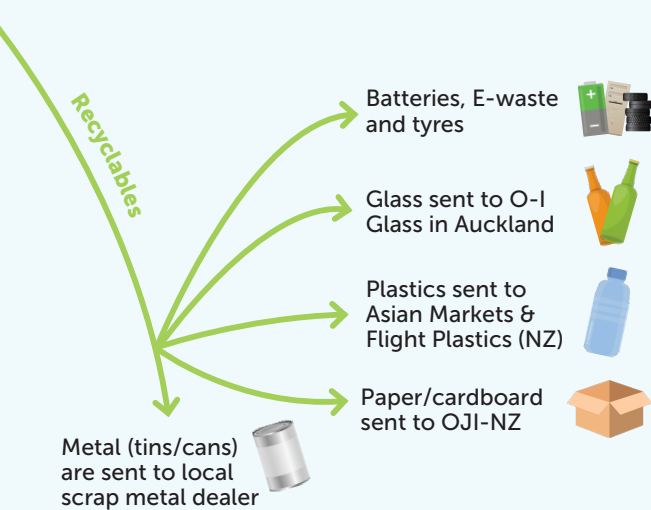 Recyclables
Batteries, E-waste
and tyres
Glass sent to O-I
Glass in Auckland
Plastics sent to
Asian Markets &
Flight Plastics (NZ)
Paper/cardboard
sent to OJI-NZ
Metal (tins/cans)
are sent to local
scrap metal dealer